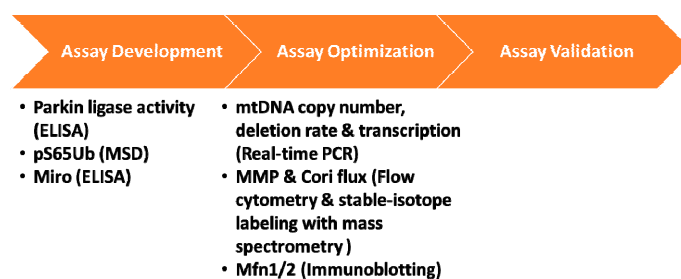 Assay Development
Assay Optimization
Assay Validation
• Parkin ligase activity
(ELISA)
• pS65Ub (MSD)
• Miro (ELISA)
• mtDNA copy number,
deletion rate & transcription
(Real-time PCR)
• MMP & Cori flux (Flow
cytometry & stable-isotope
labeling with mass
spectrometry )
• Mfn1/2 (Immunoblotting)